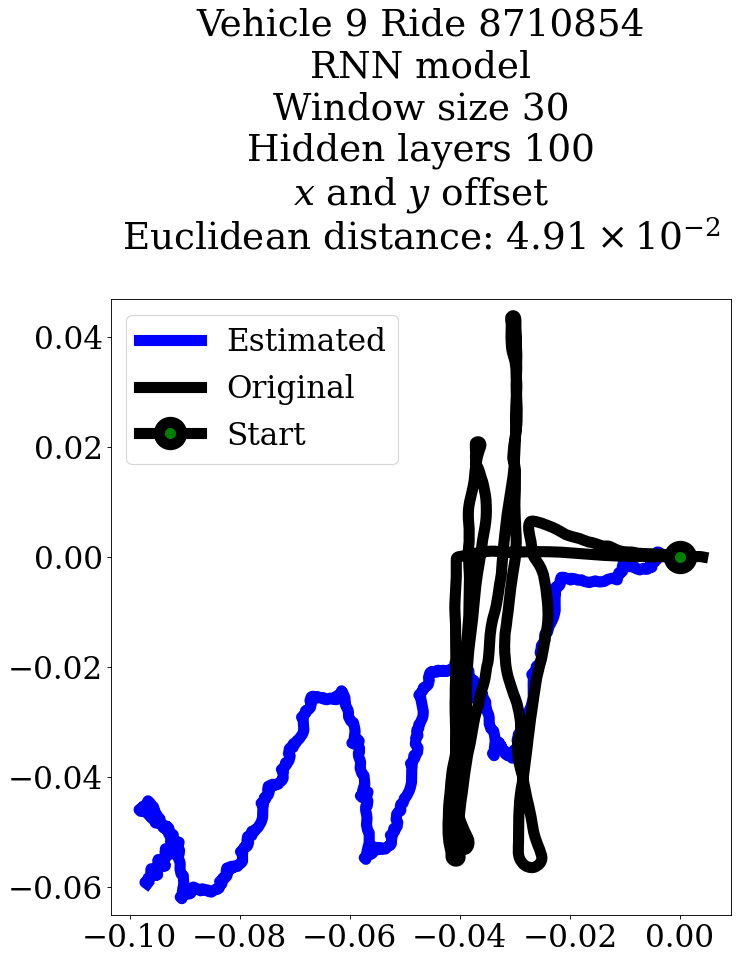 Vehicle 9 Ride 8710854
RNN model
Window size 30
Hidden layers 100
x and y offset
Euclidean distance: 4.91 × 10⁻²
Estimated
Original
Start
0.04
0.02
0.00
−0.02
−0.04
−0.06
−0.10 −0.08 −0.06 −0.04 −0.02 0.00